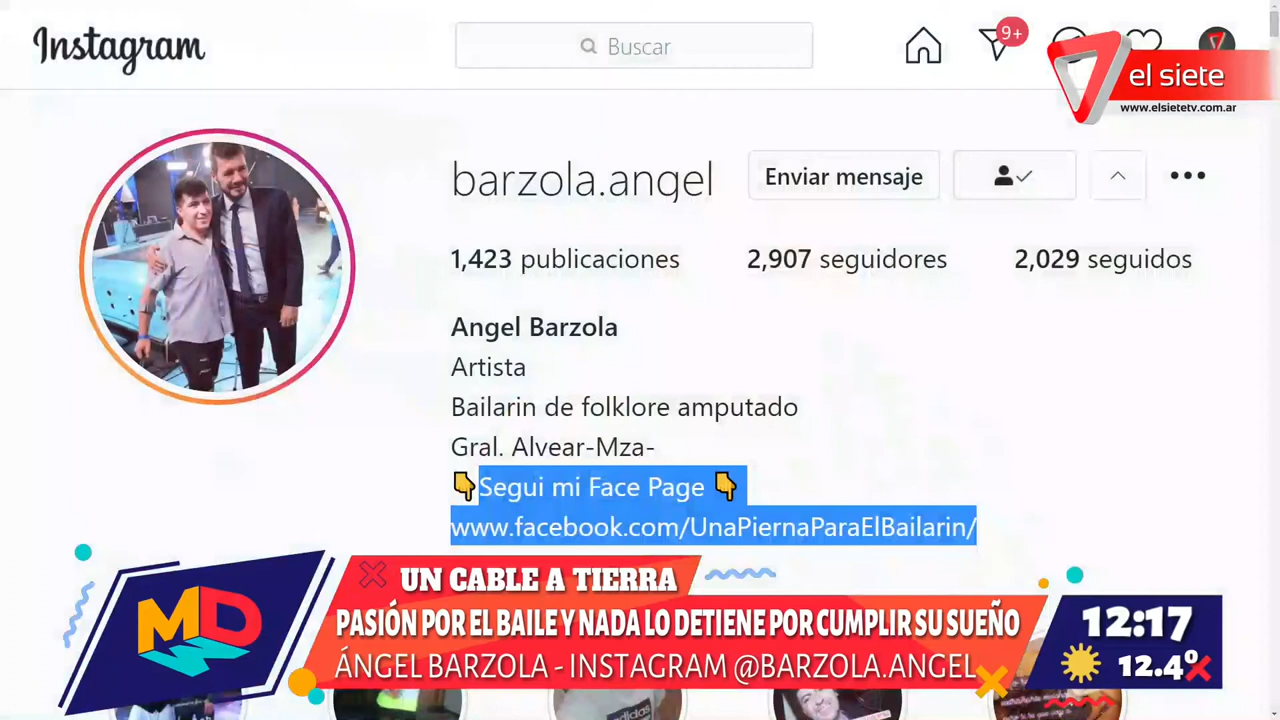 Instagram
Buscar
9+
el siete
www.elsietetv.com.ar
barzola.angel
Enviar mensaje
1,423 publicaciones
2,907 seguidores
2,029 seguidos
Angel Barzola
Artista
Bailarin de folklore amputado
Gral. Alvear-Mza-
👇Segui mi Face Page 👇
www.facebook.com/UnaPiernaParaElBailarin/
MD
UN CABLE A TIERRA
PASIÓN POR EL BAILE Y NADA LO DETIENE POR CUMPLIR SU SUEÑO
ÁNGEL BARZOLA - INSTAGRAM @BARZOLA.ANGEL
12:17
12.4º
adidas